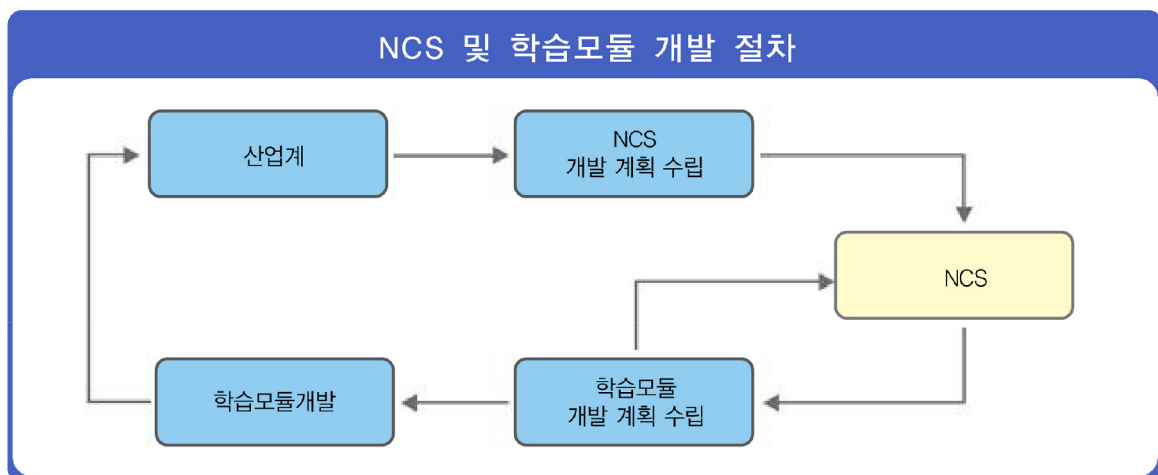 NCS 및 학습모듈 개발 절차
산업계
NCS
개발 계획 수립
NCS
학습모듈개발
학습모듈
개발 계획 수립